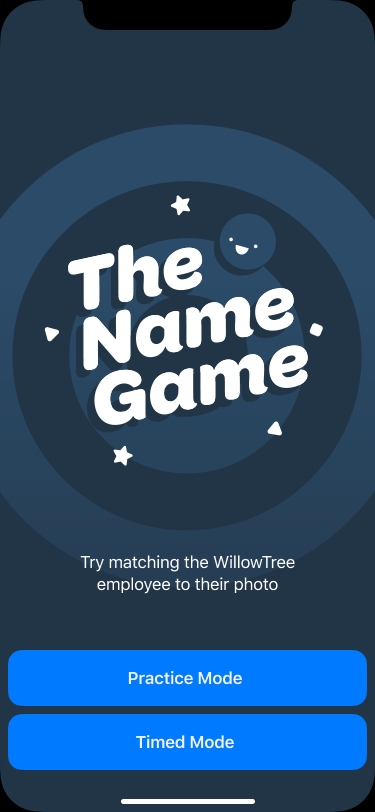 The
Name
Game
Try matching the WillowTree
employee to their photo
Practice Mode
Timed Mode